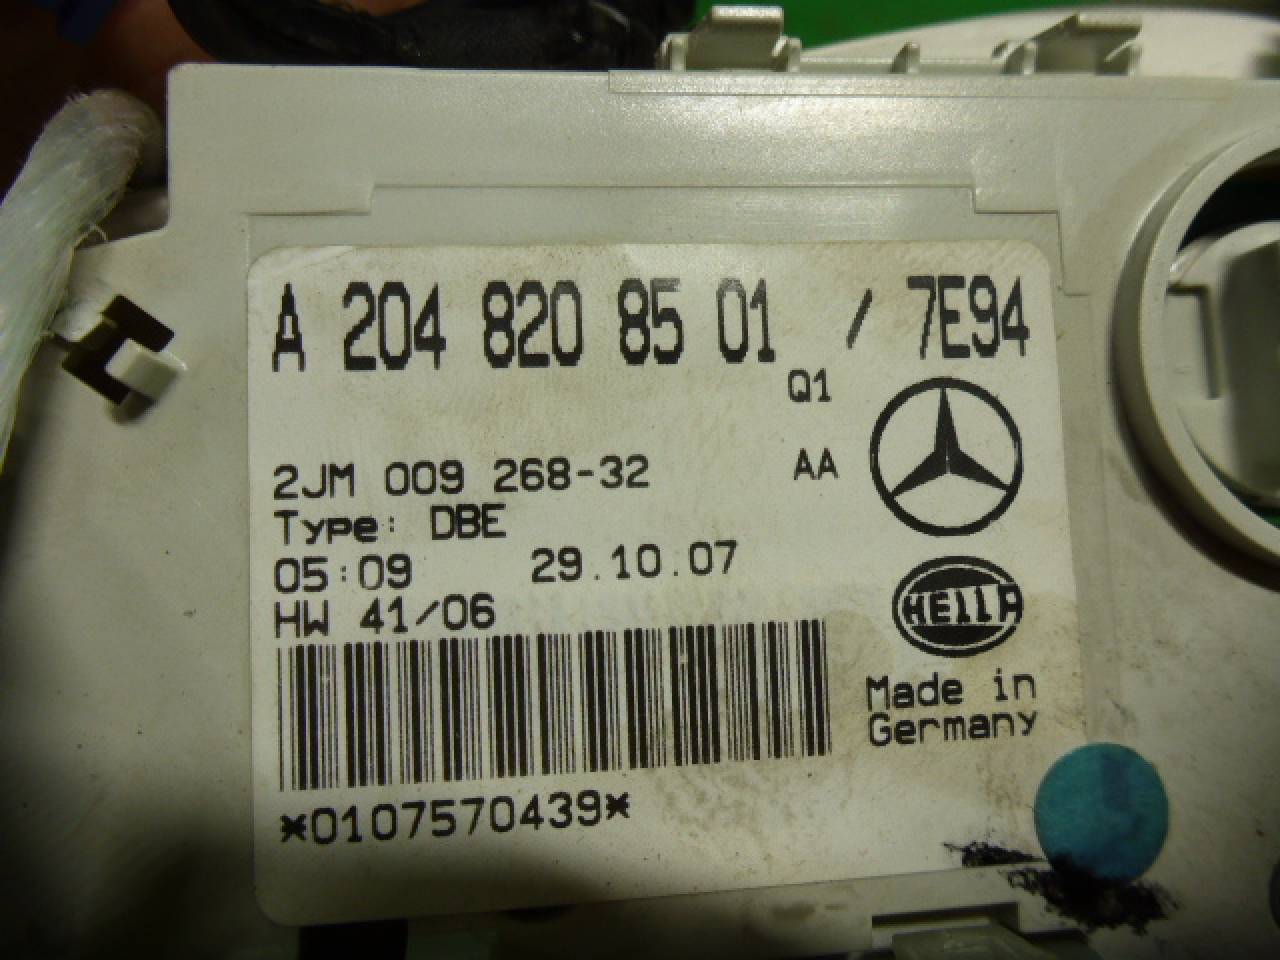 A 204 820 85 01 / 7E94
Q1
2JM 009 268-32 AA
Type: DBE
05:09 29.10.07
HW 41/06
HELLA
Made in
Germany
*0107570439*